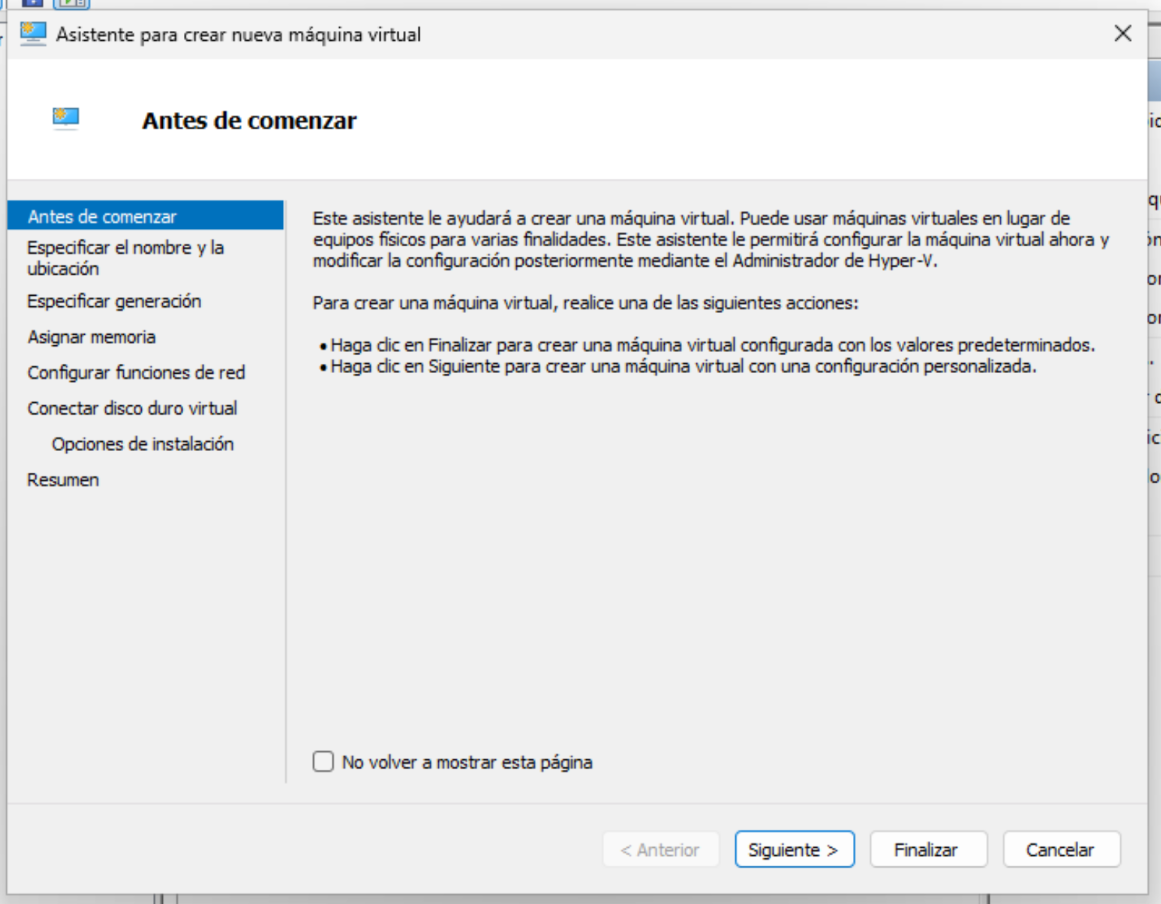 Asistente para crear nueva máquina virtual
Antes de comenzar
Antes de comenzar
Especificar el nombre y la
ubicación
Especificar generación
Asignar memoria
Configurar funciones de red
Conectar disco duro virtual
Opciones de instalación
Resumen
Este asistente le ayudará a crear una máquina virtual. Puede usar máquinas virtuales en lugar de
equipos físicos para varias finalidades. Este asistente le permitirá configurar la máquina virtual ahora y
modificar la configuración posteriormente mediante el Administrador de Hyper-V.
Para crear una máquina virtual, realice una de las siguientes acciones:
• Haga clic en Finalizar para crear una máquina virtual configurada con los valores predeterminados.
• Haga clic en Siguiente para crear una máquina virtual con una configuración personalizada.
No volver a mostrar esta página
< Anterior
Siguiente >
Finalizar
Cancelar